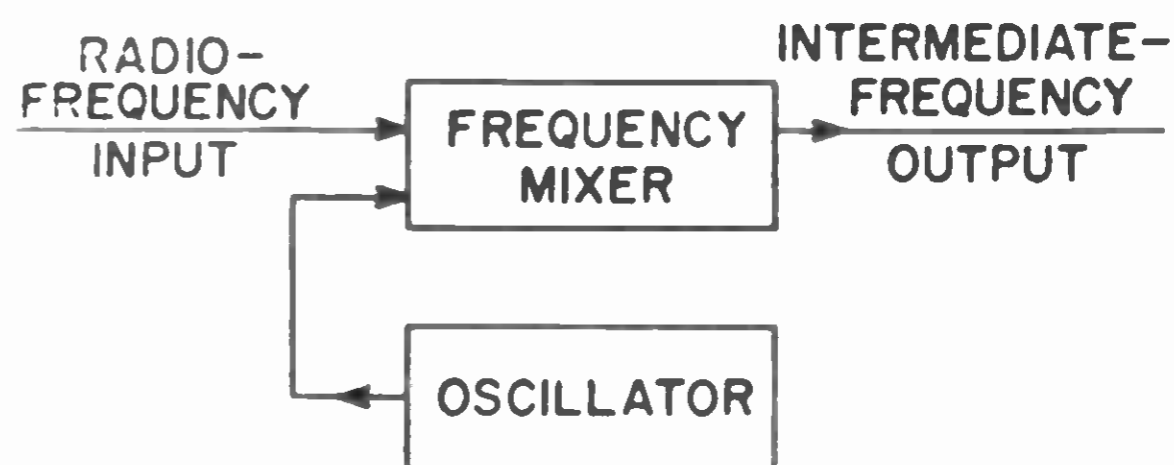 RADIO-
FREQUENCY
INPUT
FREQUENCY
MIXER
INTERMEDIATE-
FREQUENCY
OUTPUT
OSCILLATOR